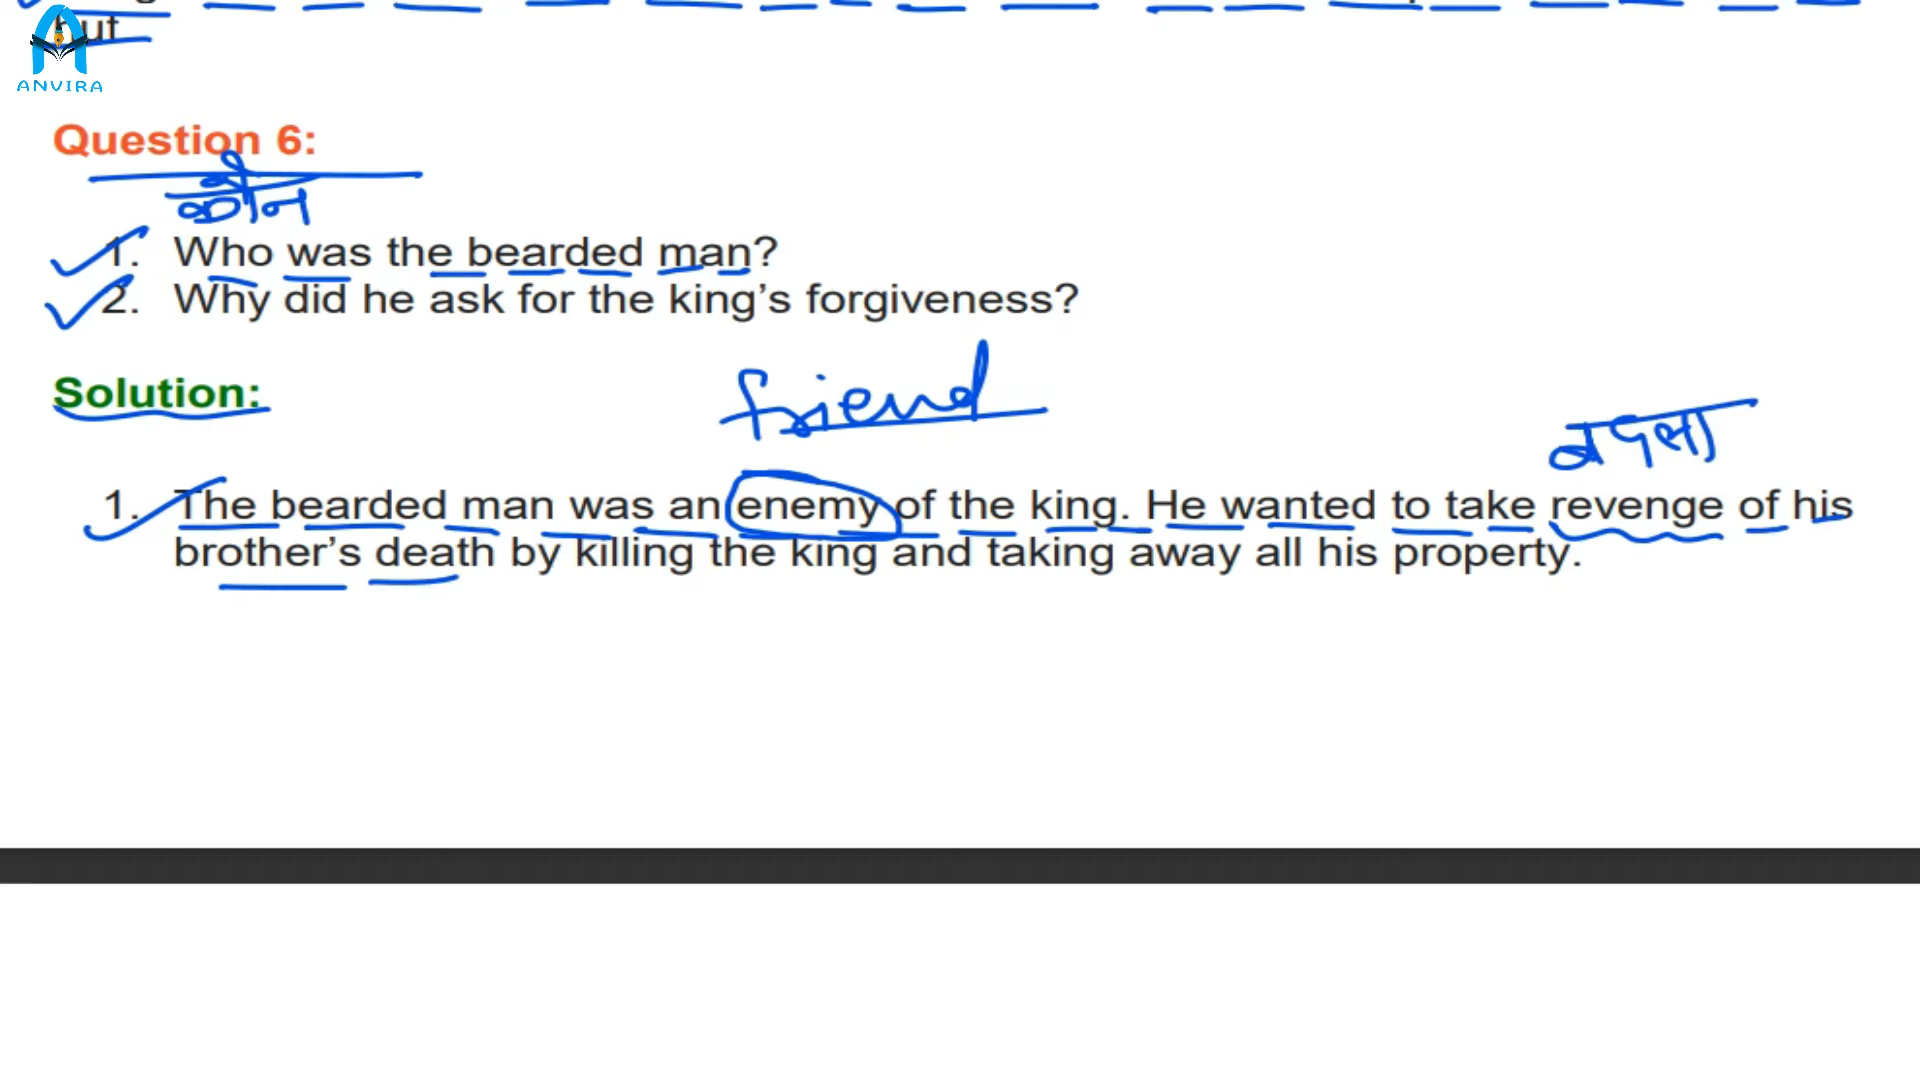 but
ANVIRA
Question 6:
कौन
1. Who was the bearded man?
2. Why did he ask for the king’s forgiveness?
Solution:
friend
बदला
1. The bearded man was an enemy of the king. He wanted to take revenge of his
brother’s death by killing the king and taking away all his property.